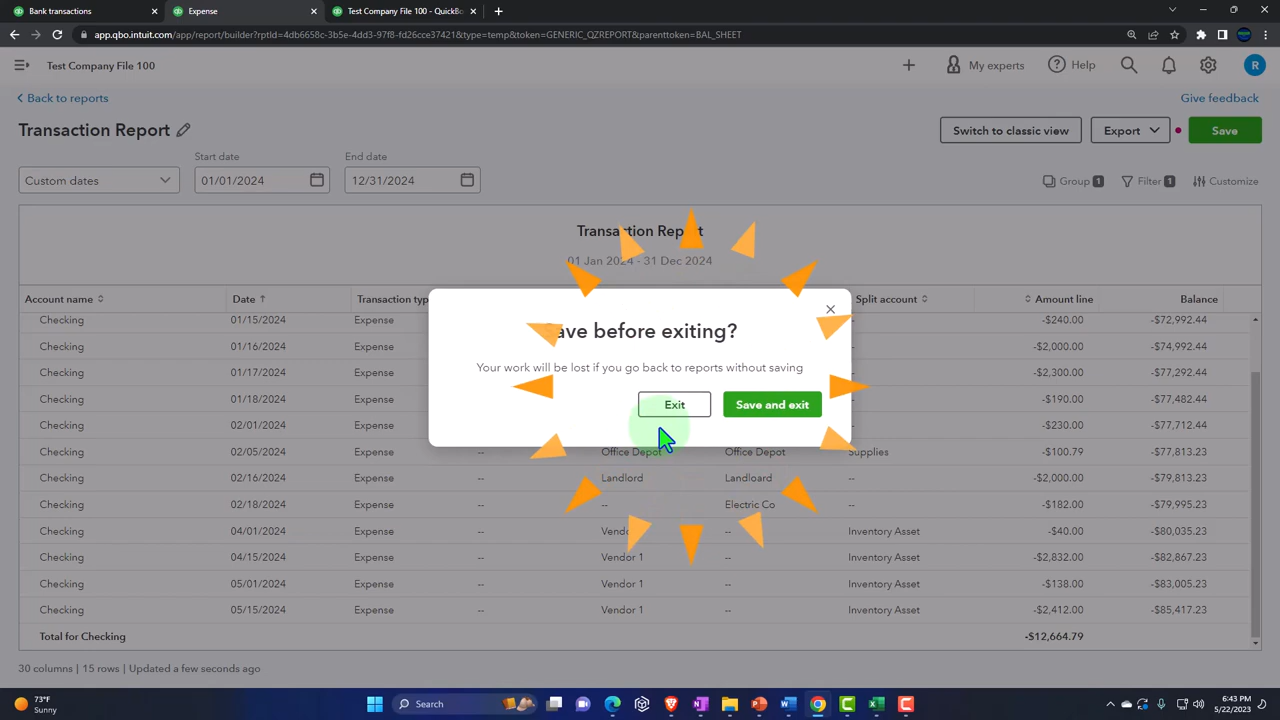 Bank transactions
Expense
Test Company File 100 - QuickBo
app.qbo.intuit.com/app/report/builder?rptId=4db6658c-3b5e-4dd3-97f8-fd26cce37421&type=temp&token=GENERIC_QZREPORT&parenttoken=BAL_SHEET
Test Company File 100
My experts
Help
R
Back to reports
Give feedback
Transaction Report
Switch to classic view
Export
Save
Start date
End date
Custom dates
01/01/2024
12/31/2024
Group 1
Filter 1
Customize
Transaction Report
01 Jan 2024 - 31 Dec 2024
Account name Date Transaction typ Split account Amount line Balance
Checking 01/15/2024 Expense -- -$240.00 -$72,992.44
Checking 01/16/2024 Expense -- -$2,000.00 -$74,992.44
Checking 01/17/2024 Expense -- -$2,300.00 -$77,292.44
Checking 01/18/2024 Expense -- -$190.00 -$77,482.44
Checking 02/01/2024 Expense -- -$230.00 -$77,712.44
Checking 02/05/2024 Expense -- Office Depot Office Depot Supplies -$100.79 -$77,813.23
Checking 02/16/2024 Expense -- Landlord Landloard -- -$2,000.00 -$79,813.23
Checking 02/18/2024 Expense -- -- Electric Co -- -$182.00 -$79,995.23
Checking 04/01/2024 Expense -- Vendor 1 -- Inventory Asset -$40.00 -$80,035.23
Checking 04/15/2024 Expense -- Vendor 1 -- Inventory Asset -$2,832.00 -$82,867.23
Checking 05/01/2024 Expense -- Vendor 1 -- Inventory Asset -$138.00 -$83,005.23
Checking 05/15/2024 Expense -- Vendor 1 -- Inventory Asset -$2,412.00 -$85,417.23
Total for Checking -$12,664.79
Save before exiting?
Your work will be lost if you go back to reports without saving
Exit
Save and exit
30 columns | 15 rows | Updated a few seconds ago
73°F
Sunny
Search
6:43 PM
5/22/2023